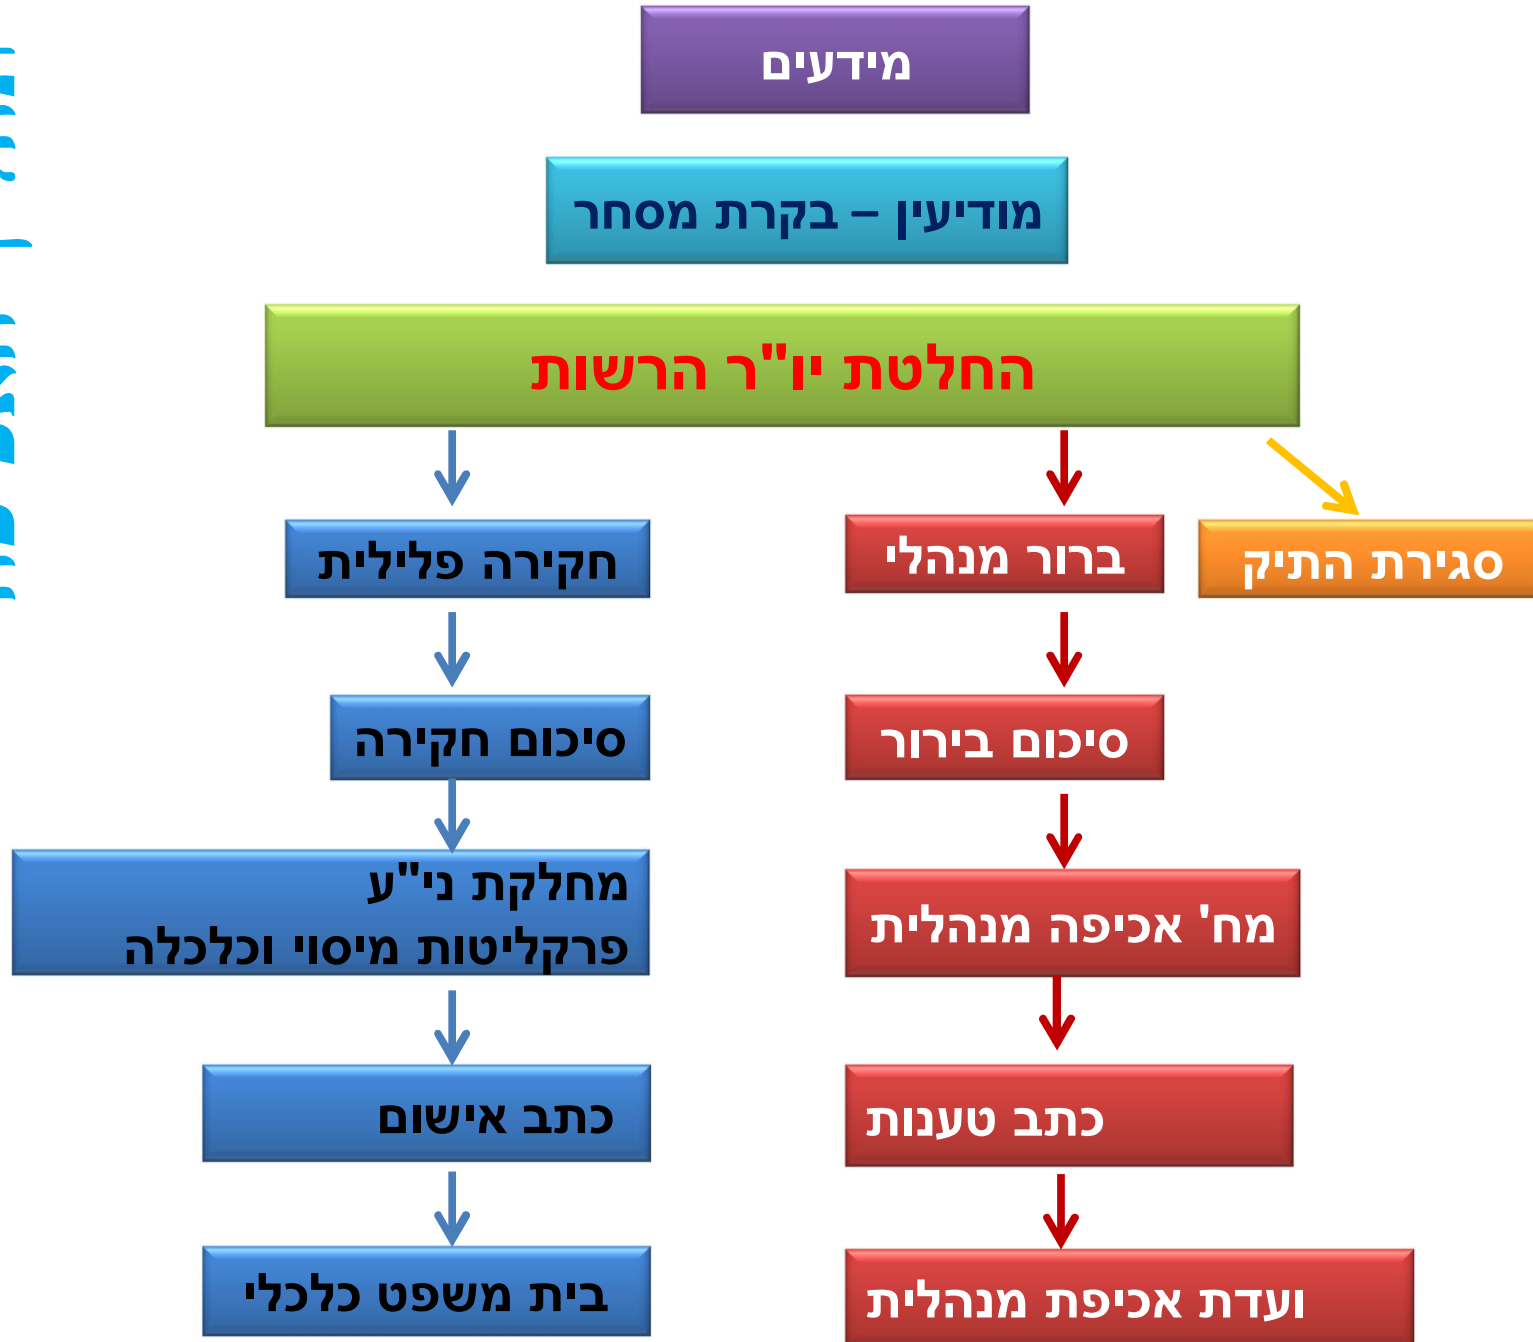 מידעים
מודיעין – בקרת מסחר
החלטת יו"ר הרשות
סגירת התיק
ברור מנהלי
חקירה פלילית
סיכום בירור
סיכום חקירה
מח' אכיפה מנהלית
מחלקת ני"ע
פרקליטות מיסוי וכלכלה
כתב טענות
כתב אישום
ועדת אכיפת מנהלית
בית משפט כלכלי